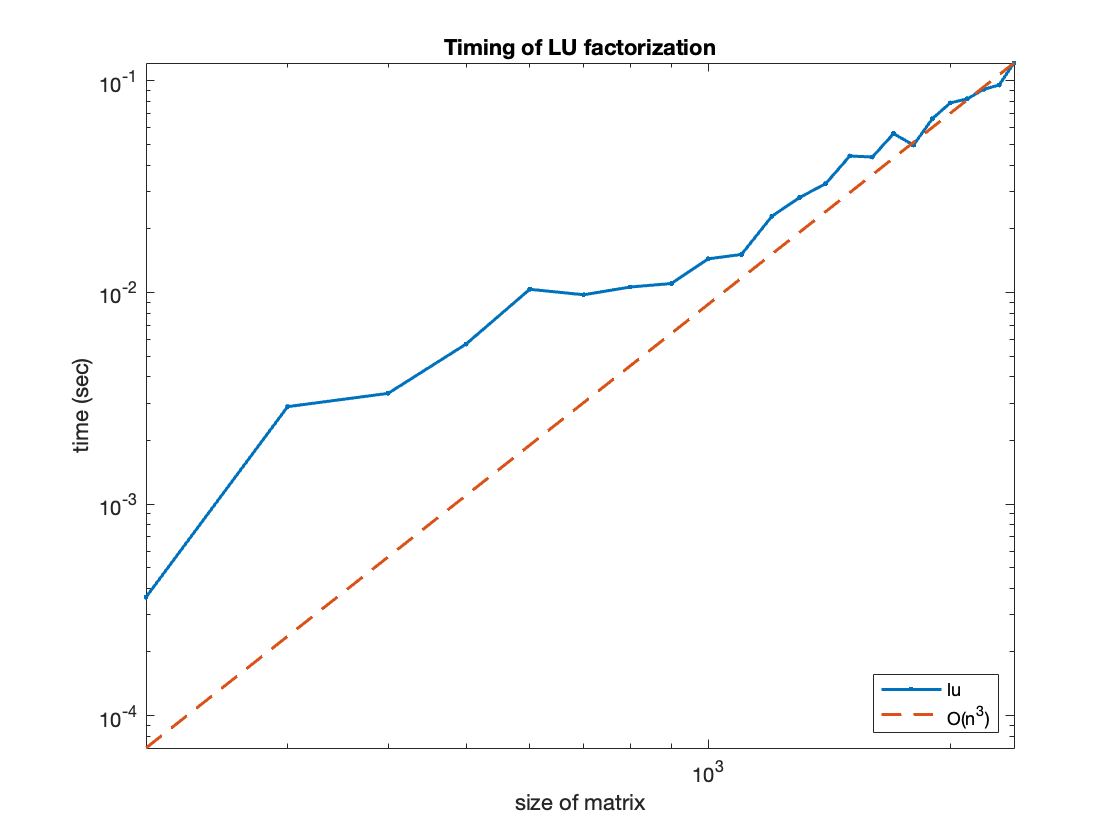 Timing of LU factorization
10^-1
10^-2
10^-3
10^-4
time (sec)
lu
O(n^3)
10^3
size of matrix